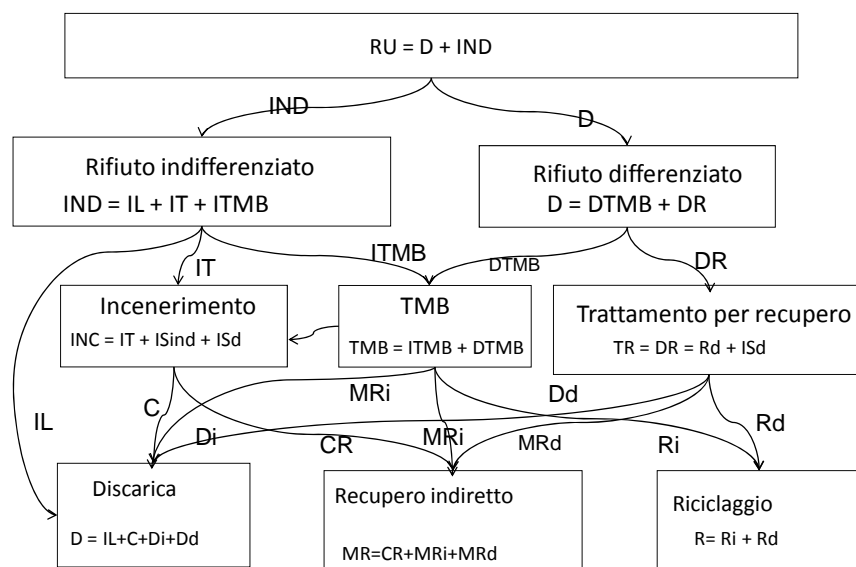 RU = D + IND
IND
D
Rifiuto indifferenziato
IND = IL + IT + ITMB
Rifiuto differenziato
D = DTMB + DR
IT
ITMB
DTMB
DR
Incenerimento
INC = IT + ISind + ISd
TMB
TMB = ITMB + DTMB
Trattamento per recupero
TR = DR = Rd + ISd
IL
C
MRi
Dd
Di
CR
MRi
MRd
Ri
Rd
Discarica
D = IL+C+Di+Dd
Recupero indiretto
MR=CR+MRi+MRd
Riciclaggio
R= Ri + Rd